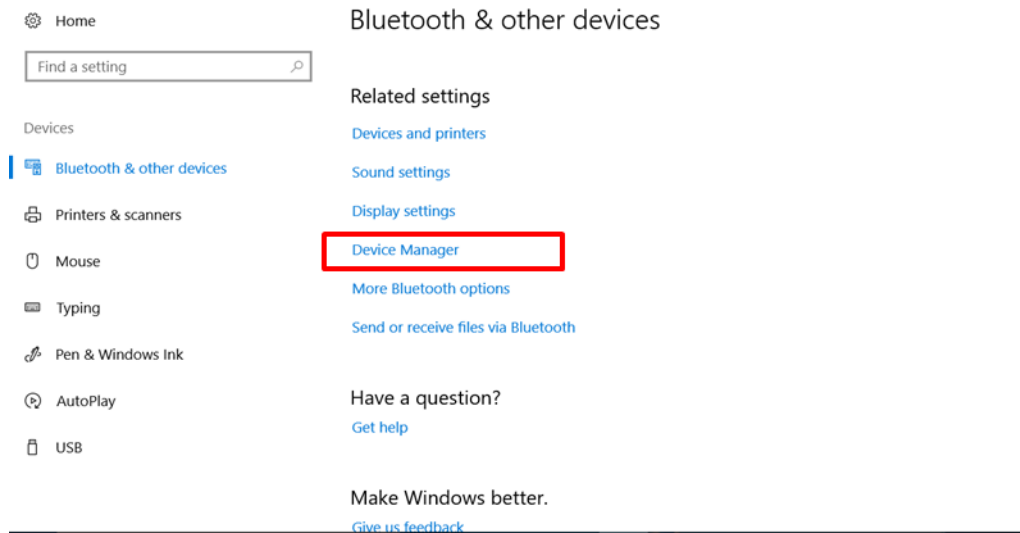 Home
Find a setting
Devices
Bluetooth & other devices
Printers & scanners
Mouse
Typing
Pen & Windows Ink
AutoPlay
USB
Bluetooth & other devices
Related settings
Devices and printers
Sound settings
Display settings
Device Manager
More Bluetooth options
Send or receive files via Bluetooth
Have a question?
Get help
Make Windows better.
Give us feedback